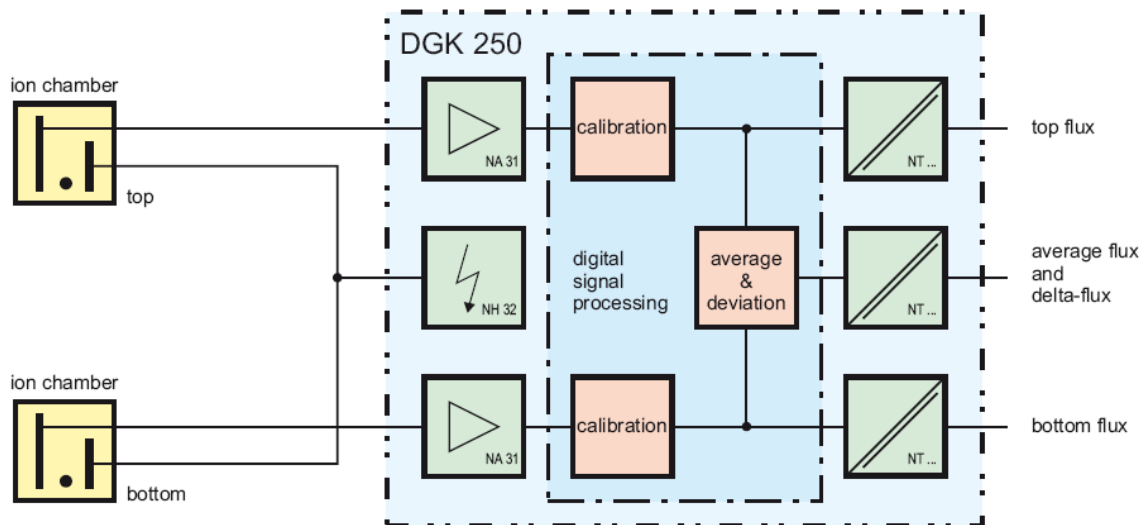 DGK 250
ion chamber
top
NA 31
calibration
NT ...
top flux
NH 32
digital
signal
processing
average
&
deviation
NT ...
average flux
and
delta-flux
ion chamber
bottom
NA 31
calibration
NT ...
bottom flux